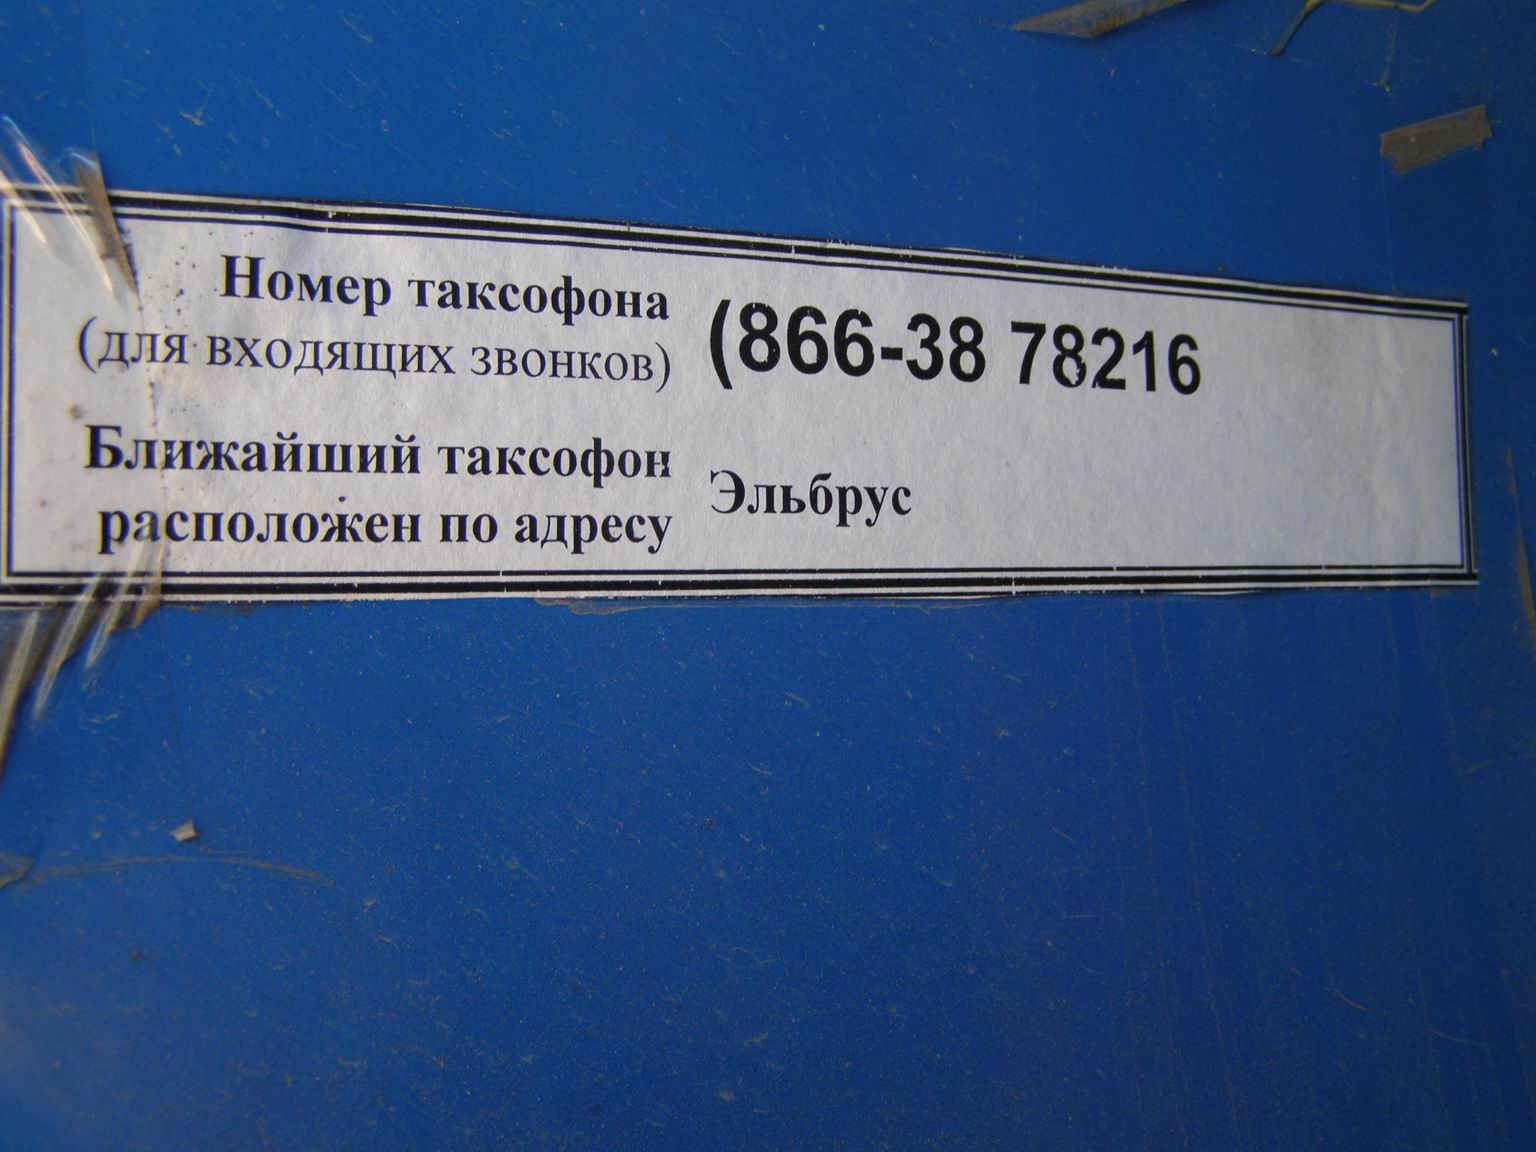 Номер таксофона (866-38 78216
(для входящих звонков)
Ближайший таксофон Эльбрус
расположен по адресу